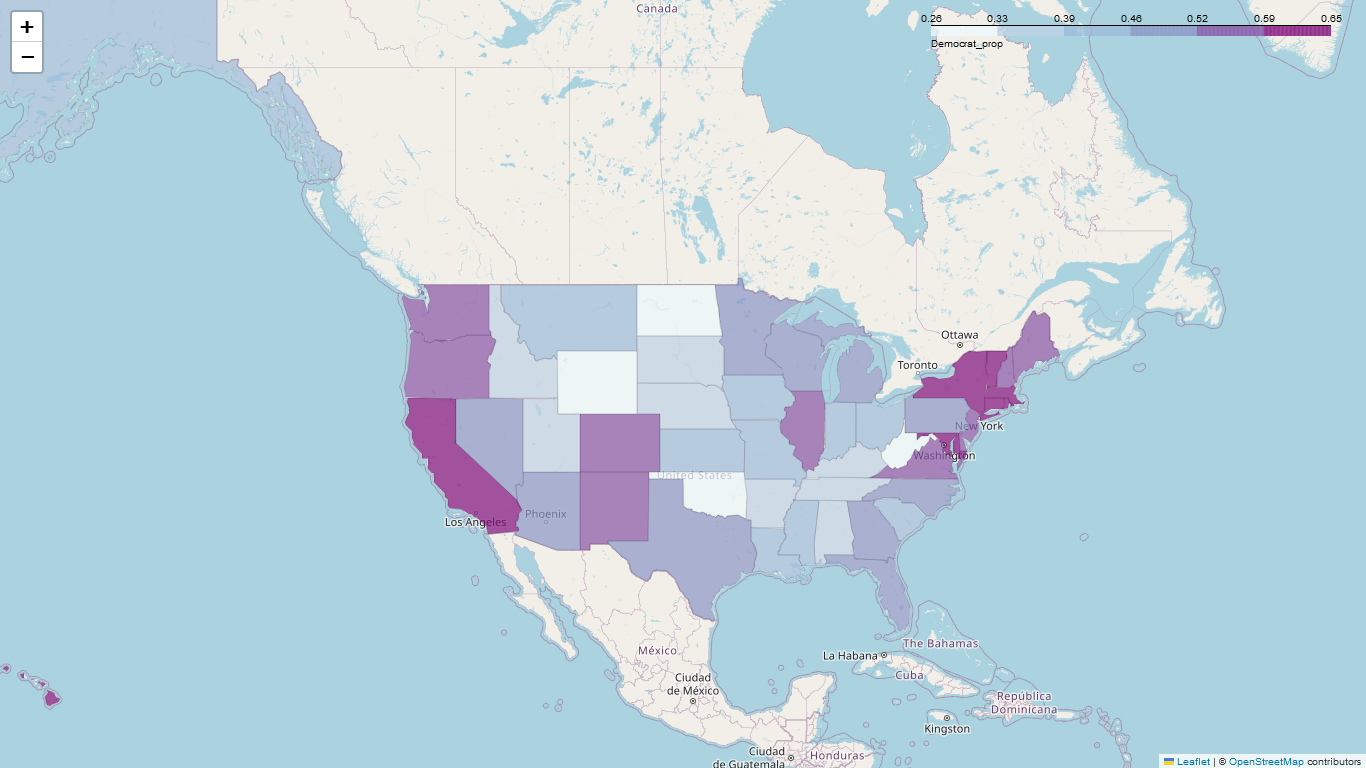 +
−
Canada
0.26 0.33 0.39 0.46 0.52 0.59 0.65
Democrat_prop
Ottawa
Toronto
New York
Washington
United States
Phoenix
Los Angeles
México
Ciudad
de México
La Habana
The Bahamas
Cuba
República
Dominicana
Kingston
Ciudad
de Guatemala
Honduras
Leaflet | © OpenStreetMap contributors